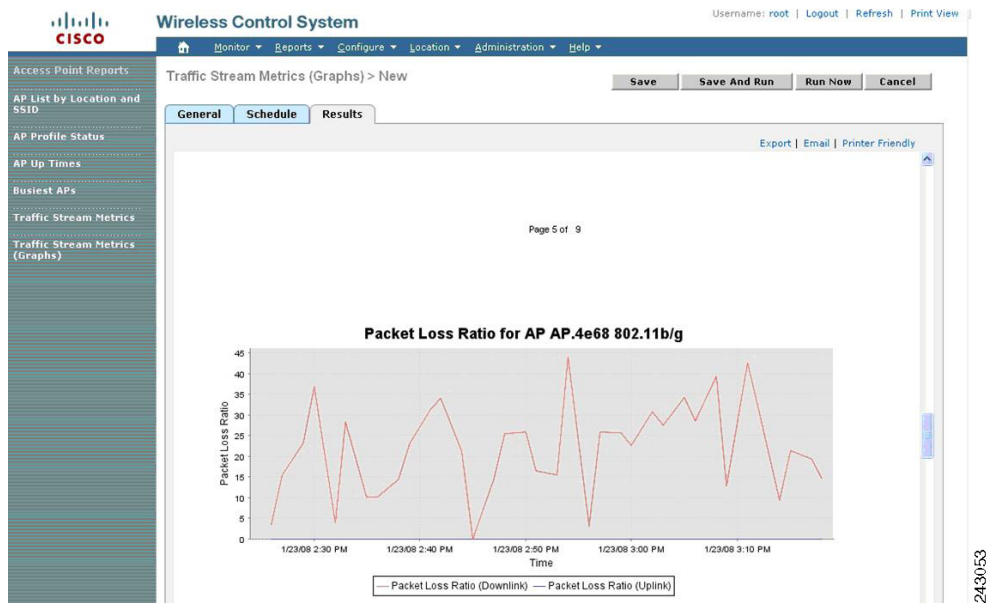 Username: root | Logout | Refresh | Print View
CISCO
Wireless Control System
Monitor Reports Configure Location Administration Help
Access Point Reports
AP List by Location and
SSID
AP Profile Status
AP Up Times
Busiest APs
Traffic Stream Metrics
Traffic Stream Metrics
(Graphs)
Traffic Stream Metrics (Graphs) > New
Save
Save And Run
Run Now
Cancel
General
Schedule
Results
Export | Email | Printer Friendly
Page 5 of 9
Packet Loss Ratio for AP AP.4e68 802.11b/g
Packet Loss Ratio
45
40
35
30
25
20
15
10
5
0
1/23/08 2:30 PM
1/23/08 2:40 PM
1/23/08 2:50 PM
1/23/08 3:00 PM
1/23/08 3:10 PM
Time
Packet Loss Ratio (Downlink)
Packet Loss Ratio (Uplink)
243053